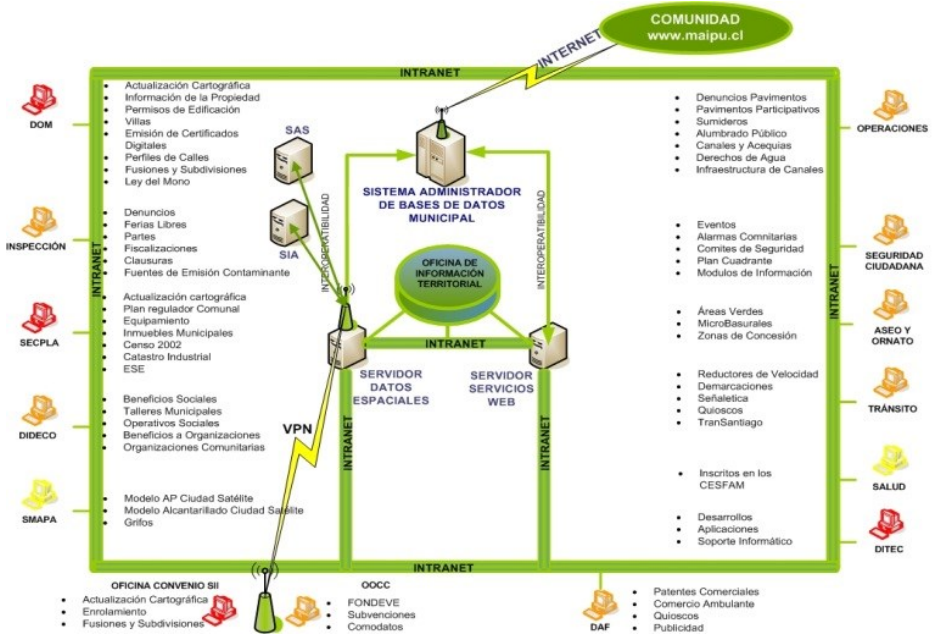 COMUNIDAD
www.maipu.cl
INTERNET
INTRANET
DOM
• Actualización Cartográfica
• Información de la Propiedad
• Permisos de Edificación
• Villas
• Emisión de Certificados
Digitales
• Perfiles de Calles
• Fusiones y Subdivisiones
• Ley del Mono
INSPECCIÓN
• Denuncios
• Ferias Libres
• Partes
• Fiscalizaciones
• Clausuras
• Fuentes de Emisión Contaminante
INTRANET
SECPLA
• Actualización cartográfica
• Plan regulador Comunal
• Equipamiento
• Inmuebles Municipales
• Censo 2002
• Catastro Industrial
• ESE
DIDECO
• Beneficios Sociales
• Talleres Municipales
• Operativos Sociales
• Beneficios a Organizaciones
• Organizaciones Comunitarias
SMAPA
• Modelo AP Ciudad Satélite
• Modelo Alcantarillado Ciudad Satélite
• Grifos
SAS
SIA
INTEROPERATIBILIDAD
SISTEMA ADMINISTRADOR
DE BASES DE DATOS
MUNICIPAL
INTEROPERATIBILIDAD
OFICINA DE
INFORMACIÓN
TERRITORIAL
INTRANET
SERVIDOR
DATOS
ESPACIALES
SERVIDOR
SERVICIOS
WEB
VPN
INTRANET
INTRANET
• Denuncios Pavimentos
• Pavimentos Participativos
• Sumideros
• Alumbrado Público
• Canales y Acequias
• Derechos de Agua
• Infraestructura de Canales
OPERACIONES
• Eventos
• Alarmas Comnitarias
• Comites de Seguridad
• Plan Cuadrante
• Modulos de Información
SEGURIDAD
CIUDADANA
INTRANET
• Áreas Verdes
• MicroBasurales
• Zonas de Concesión
ASEO Y
ORNATO
• Reductores de Velocidad
• Demarcaciones
• Señaletica
• Quioscos
• TranSantiago
TRÁNSITO
• Inscritos en los
CESFAM
SALUD
• Desarrollos
• Aplicaciones
• Soporte Informático
DITEC
INTRANET
OFICINA CONVENIO SII
• Actualización Cartográfica
• Enrolamiento
• Fusiones y Subdivisiones
OOCC
• FONDEVE
• Subvenciones
• Comodatos
DAF
• Patentes Comerciales
• Comercio Ambulante
• Quioscos
• Publicidad